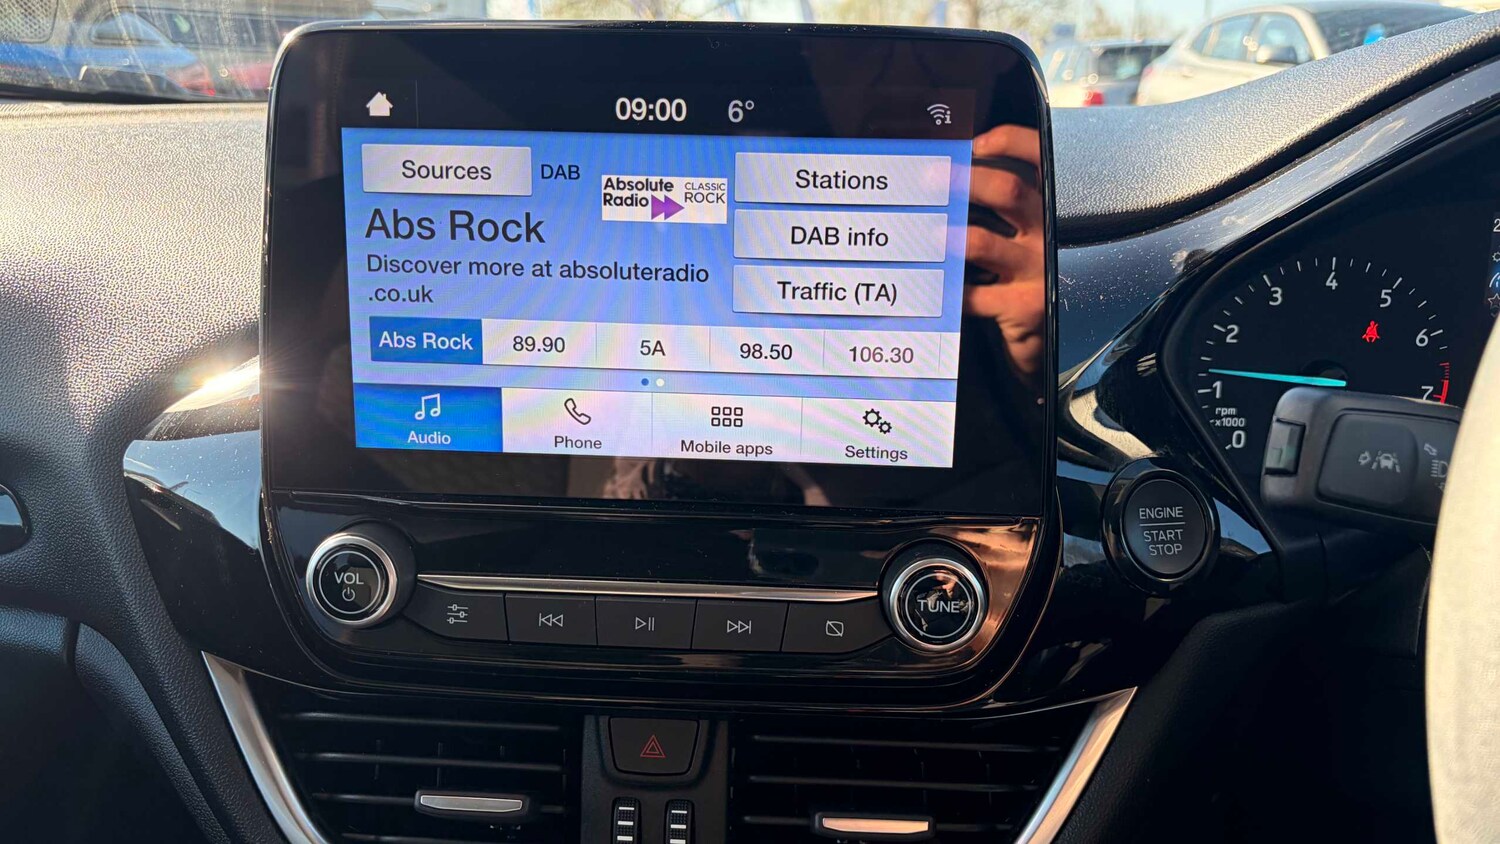 09:00 6°
Sources DAB
Absolute
Radio
CLASSIC
ROCK
Stations
Abs Rock
DAB info
Discover more at absoluteradio
.co.uk
Traffic (TA)
Abs Rock 89.90 5A 98.50 106.30
Audio Phone Mobile apps Settings
VOL
TUNE
ENGINE
START
STOP
4
3 5
2 6
1 7
rpm
x1000
0